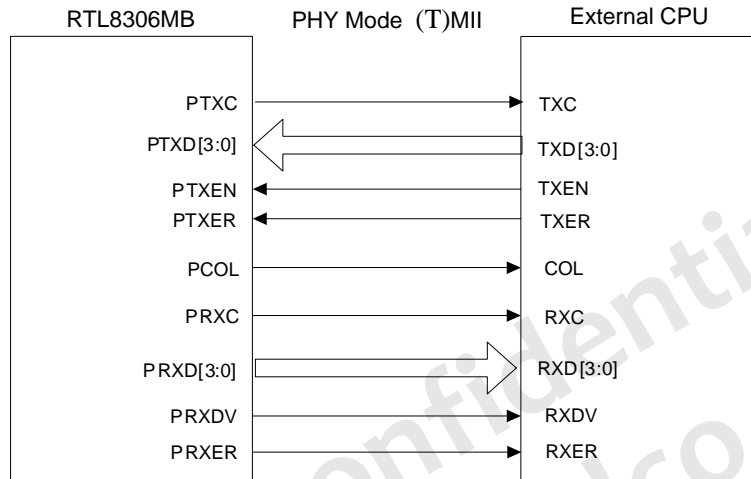 RTL8306MB PHY Mode (T)MII External CPU
PTXC TXC
PTXD[3:0] TXD[3:0]
PTXEN TXEN
PTXER TXER
PCOL COL
PRXC RXC
PRXD[3:0] RXD[3:0]
PRXDV RXDV
PRXER RXER